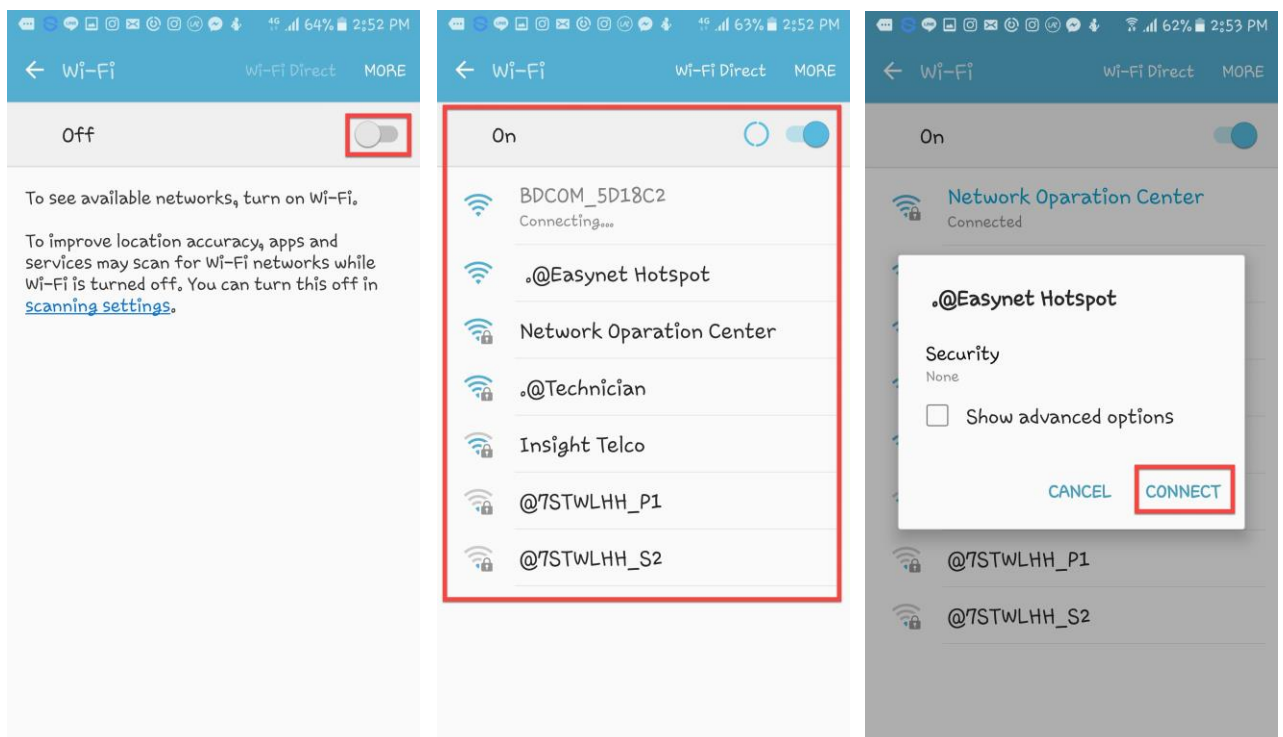 4G 64% 2:52 PM
Wi-Fi Wi-Fi Direct MORE
Off
To see available networks, turn on Wi-Fi.
To improve location accuracy, apps and
services may scan for Wi-Fi networks while
Wi-Fi is turned off. You can turn this off in
scanning settings.
4G 63% 2:52 PM
Wi-Fi Wi-Fi Direct MORE
On
BDCOM_5D18C2
Connecting...
.@Easynet Hotspot
Network Oparation Center
.@Technician
Insight Telco
@7STWLHH_P1
@7STWLHH_S2
62% 2:53 PM
Wi-Fi Wi-Fi Direct MORE
On
Network Oparation Center
Connected
.@Easynet Hotspot
Security
None
Show advanced options
CANCEL CONNECT
@7STWLHH_P1
@7STWLHH_S2